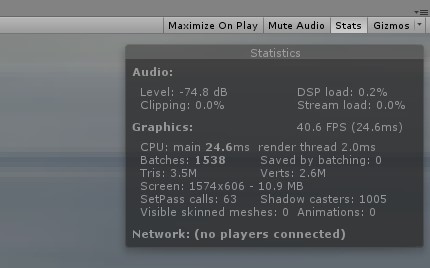 Maximize On Play Mute Audio Stats Gizmos
Statistics
Audio:
Level: -74.8 dB DSP load: 0.2%
Clipping: 0.0% Stream load: 0.0%
Graphics: 40.6 FPS (24.6ms)
CPU: main 24.6ms render thread 2.0ms
Batches: 1538 Saved by batching: 0
Tris: 3.5M Verts: 2.6M
Screen: 1574x606 - 10.9 MB
SetPass calls: 63 Shadow casters: 1005
Visible skinned meshes: 0 Animations: 0
Network: (no players connected)